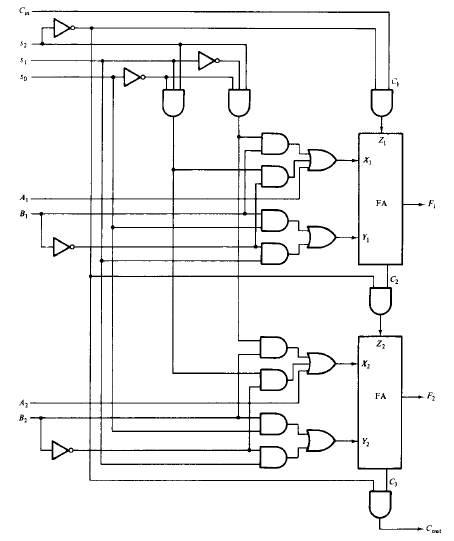 C_in
s_2
s_1
s_0
C_1
Z_1
X_1
A_1
FA
F_1
B_1
Y_1
C_2
Z_2
X_2
A_2
FA
F_2
B_2
Y_2
C_3
C_out